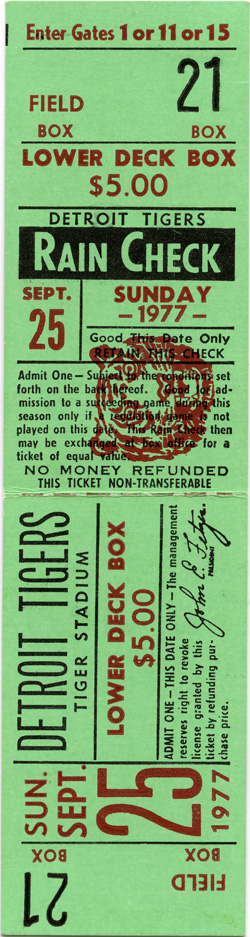 Enter Gates 1 or 11 or 15
21
FIELD
BOX BOX
LOWER DECK BOX
$5.00
DETROIT TIGERS
RAIN CHECK
SEPT.
25
SUNDAY
–1977–
Good This Date Only
RETAIN THIS CHECK
Admit One — Subject to the conditions set
forth on the back hereof. Good for ad-
mission to a succeeding game during this
season only if a regulation game is not
played on this date. This Rain Check then
may be exchanged at box office for a
ticket of equal value.
NO MONEY REFUNDED
THIS TICKET NON-TRANSFERABLE
DETROIT TIGERS
TIGER STADIUM
LOWER DECK BOX
$5.00
ADMIT ONE — THIS DATE ONLY — The management
reserves right to revoke
license granted by this
ticket by refunding pur-
chase price.
John E. Fetzer
PRESIDENT
SUN.
SEPT.
25
1977
FIELD
BOX BOX
21